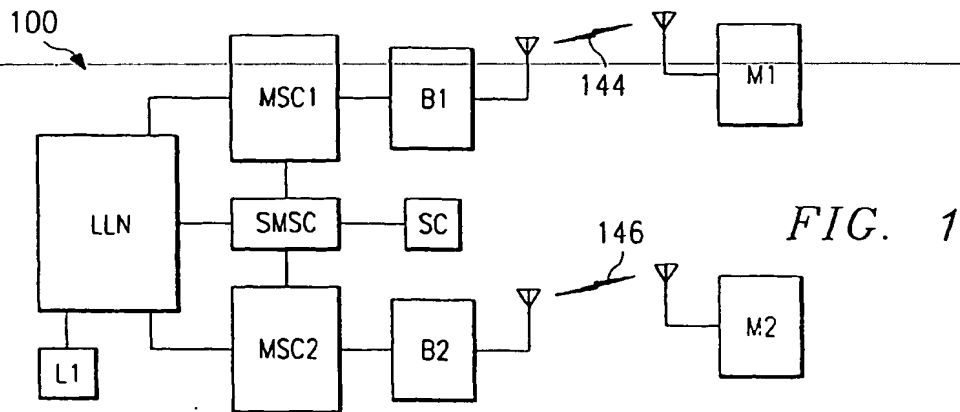 100
144
MSC1
B1
M1
LLN
SMSC
SC
FIG. 1
146
MSC2
B2
M2
L1